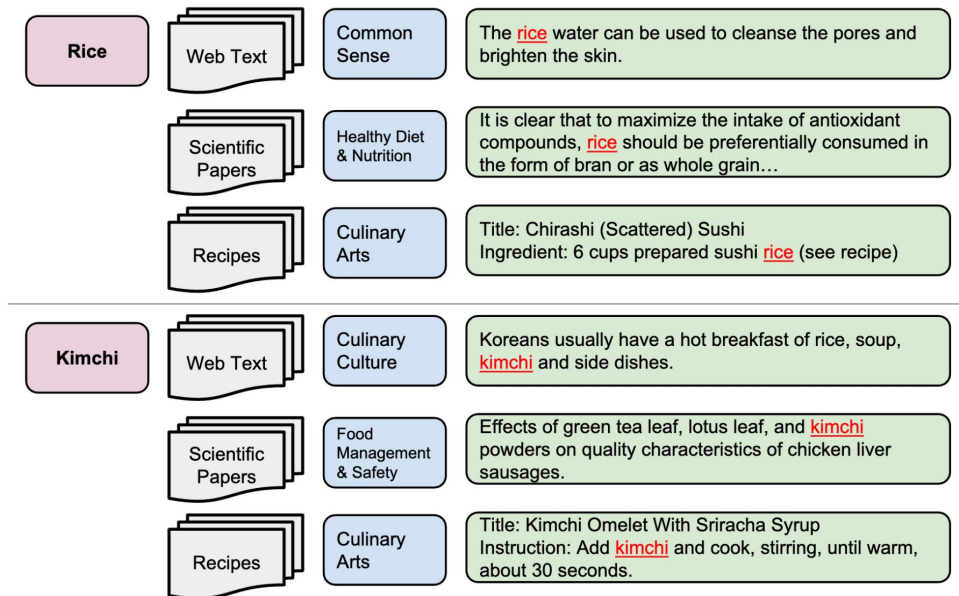 Rice
Web Text
Common
Sense
The rice water can be used to cleanse the pores and
brighten the skin.
Scientific
Papers
Healthy Diet
& Nutrition
It is clear that to maximize the intake of antioxidant
compounds, rice should be preferentially consumed in
the form of bran or as whole grain…
Recipes
Culinary
Arts
Title: Chirashi (Scattered) Sushi
Ingredient: 6 cups prepared sushi rice (see recipe)
Kimchi
Web Text
Culinary
Culture
Koreans usually have a hot breakfast of rice, soup,
kimchi and side dishes.
Scientific
Papers
Food
Management
& Safety
Effects of green tea leaf, lotus leaf, and kimchi
powders on quality characteristics of chicken liver
sausages.
Recipes
Culinary
Arts
Title: Kimchi Omelet With Sriracha Syrup
Instruction: Add kimchi and cook, stirring, until warm,
about 30 seconds.